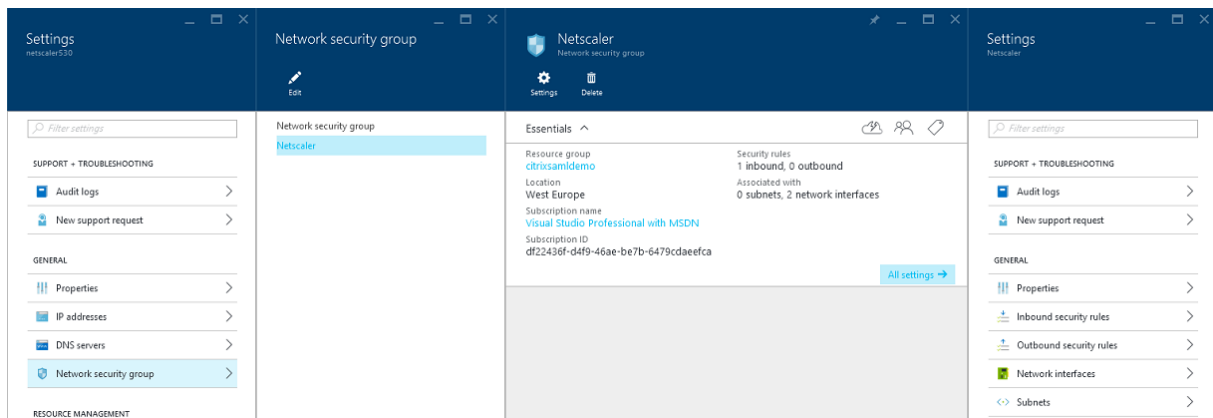 Settings
netscaler530
Filter settings
SUPPORT + TROUBLESHOOTING
Audit logs
New support request
GENERAL
Properties
IP addresses
DNS servers
Network security group
RESOURCE MANAGEMENT
Network security group
Edit
Network security group
Netscaler
Netscaler
Network security group
Settings
Delete
Essentials
Resource group
citrixsamldemo
Location
West Europe
Subscription name
Visual Studio Professional with MSDN
Subscription ID
df22436f-d4f9-46ae-be7b-6479cdaeefca
Security rules
1 inbound, 0 outbound
Associated with
0 subnets, 2 network interfaces
All settings →
Settings
Netscaler
Filter settings
SUPPORT + TROUBLESHOOTING
Audit logs
New support request
GENERAL
Properties
Inbound security rules
Outbound security rules
Network interfaces
Subnets